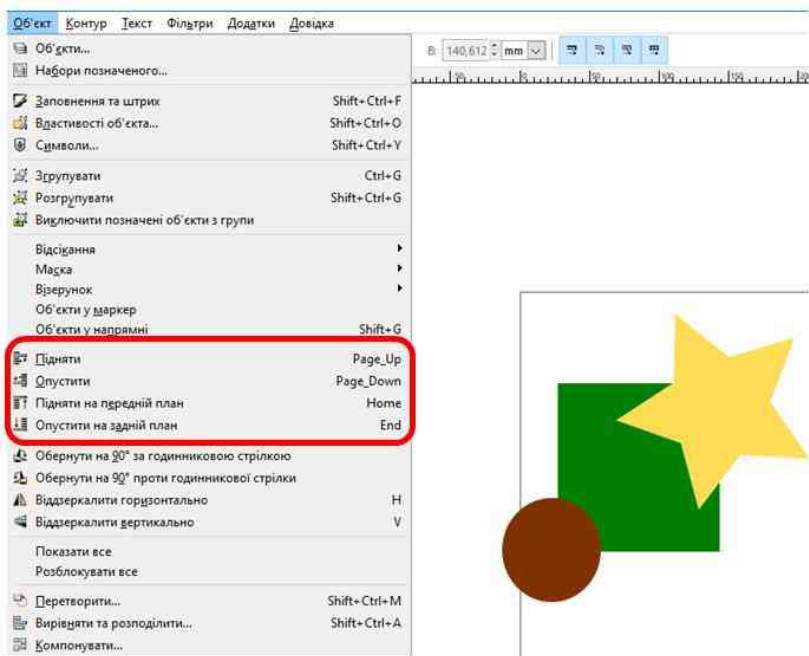 Об'єкт Контур Текст Фільтри Додатки Довідка
Об'єкти...
Набори позначеного...
В: 140,612 mm
Заповнення та штрих Shift+Ctrl+F
Властивості об'єкта... Shift+Ctrl+O
Символи... Shift+Ctrl+Y
Згрупувати Ctrl+G
Розгрупувати Shift+Ctrl+G
Виключити позначені об'єкти з групи
Відсікання
Маска
Візерунок
Об'єкти у маркер
Об'єкти у напрямні Shift+G
Підняти Page_Up
Опустити Page_Down
Підняти на передній план Home
Опустити на задній план End
Обернути на 90° за годинниковою стрілкою
Обернути на 90° проти годинникової стрілки
Віддзеркалити горизонтально H
Віддзеркалити вертикально V
Показати все
Розблокувати все
Перетворити... Shift+Ctrl+M
Вирівняти та розподілити... Shift+Ctrl+A
Компонувати...